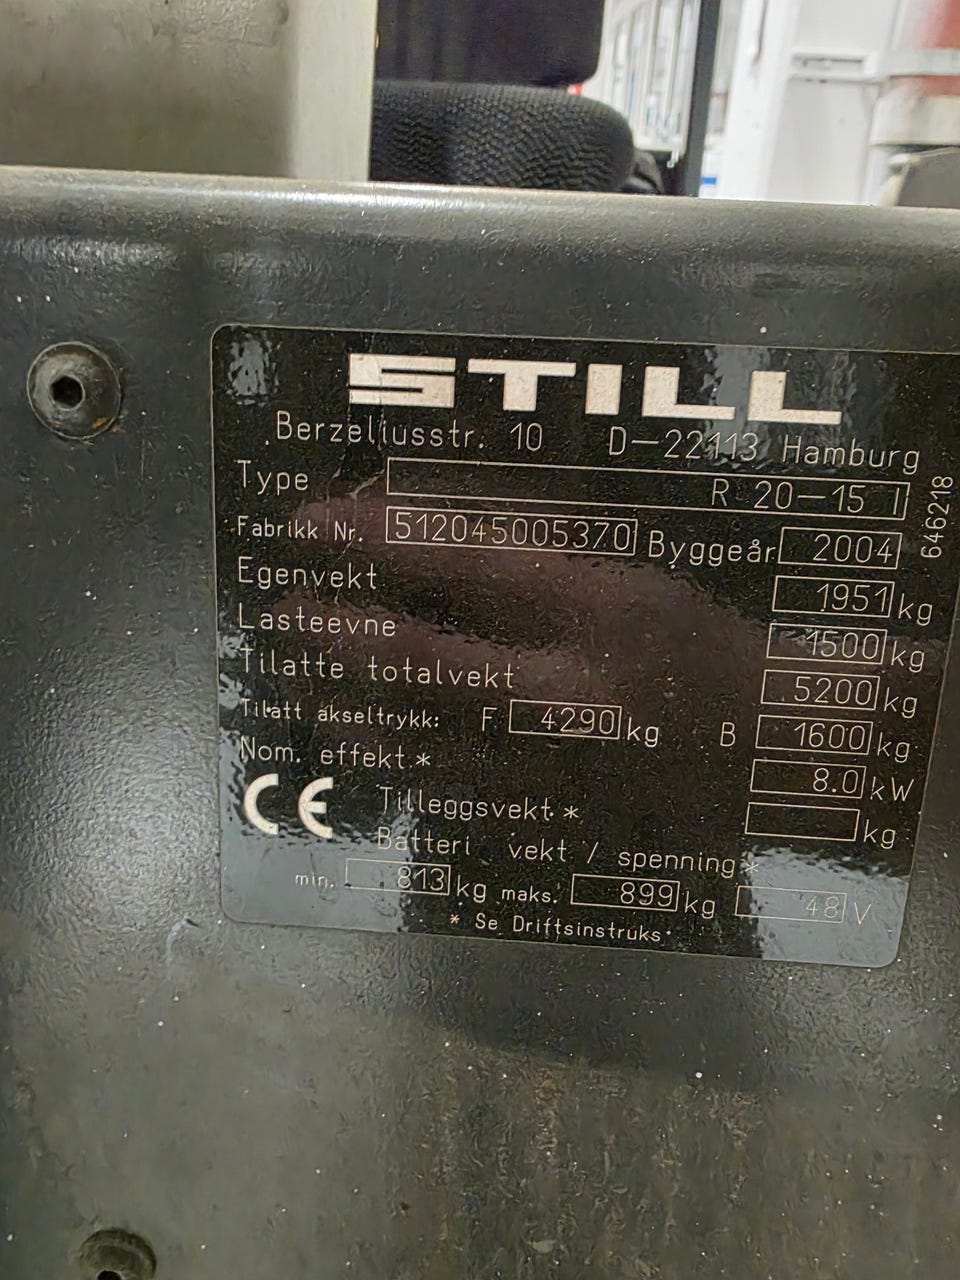 STILL
Berzeliusstr. 10 D-22113 Hamburg
Type R 20-15 I
Fabrikk Nr. 512045005370 Byggeår 2004
646218
Egenvekt 1951 kg
Lasteevne 1500 kg
Tilatte totalvekt 5200 kg
Tilatt akseltrykk: F 4290 kg B 1600 kg
Nom. effekt * 8.0 kW
CE Tilleggsvekt * kg
Batteri vekt / spenning *
min. 813 kg maks. 899 kg 48 V
* Se Driftsinstruks